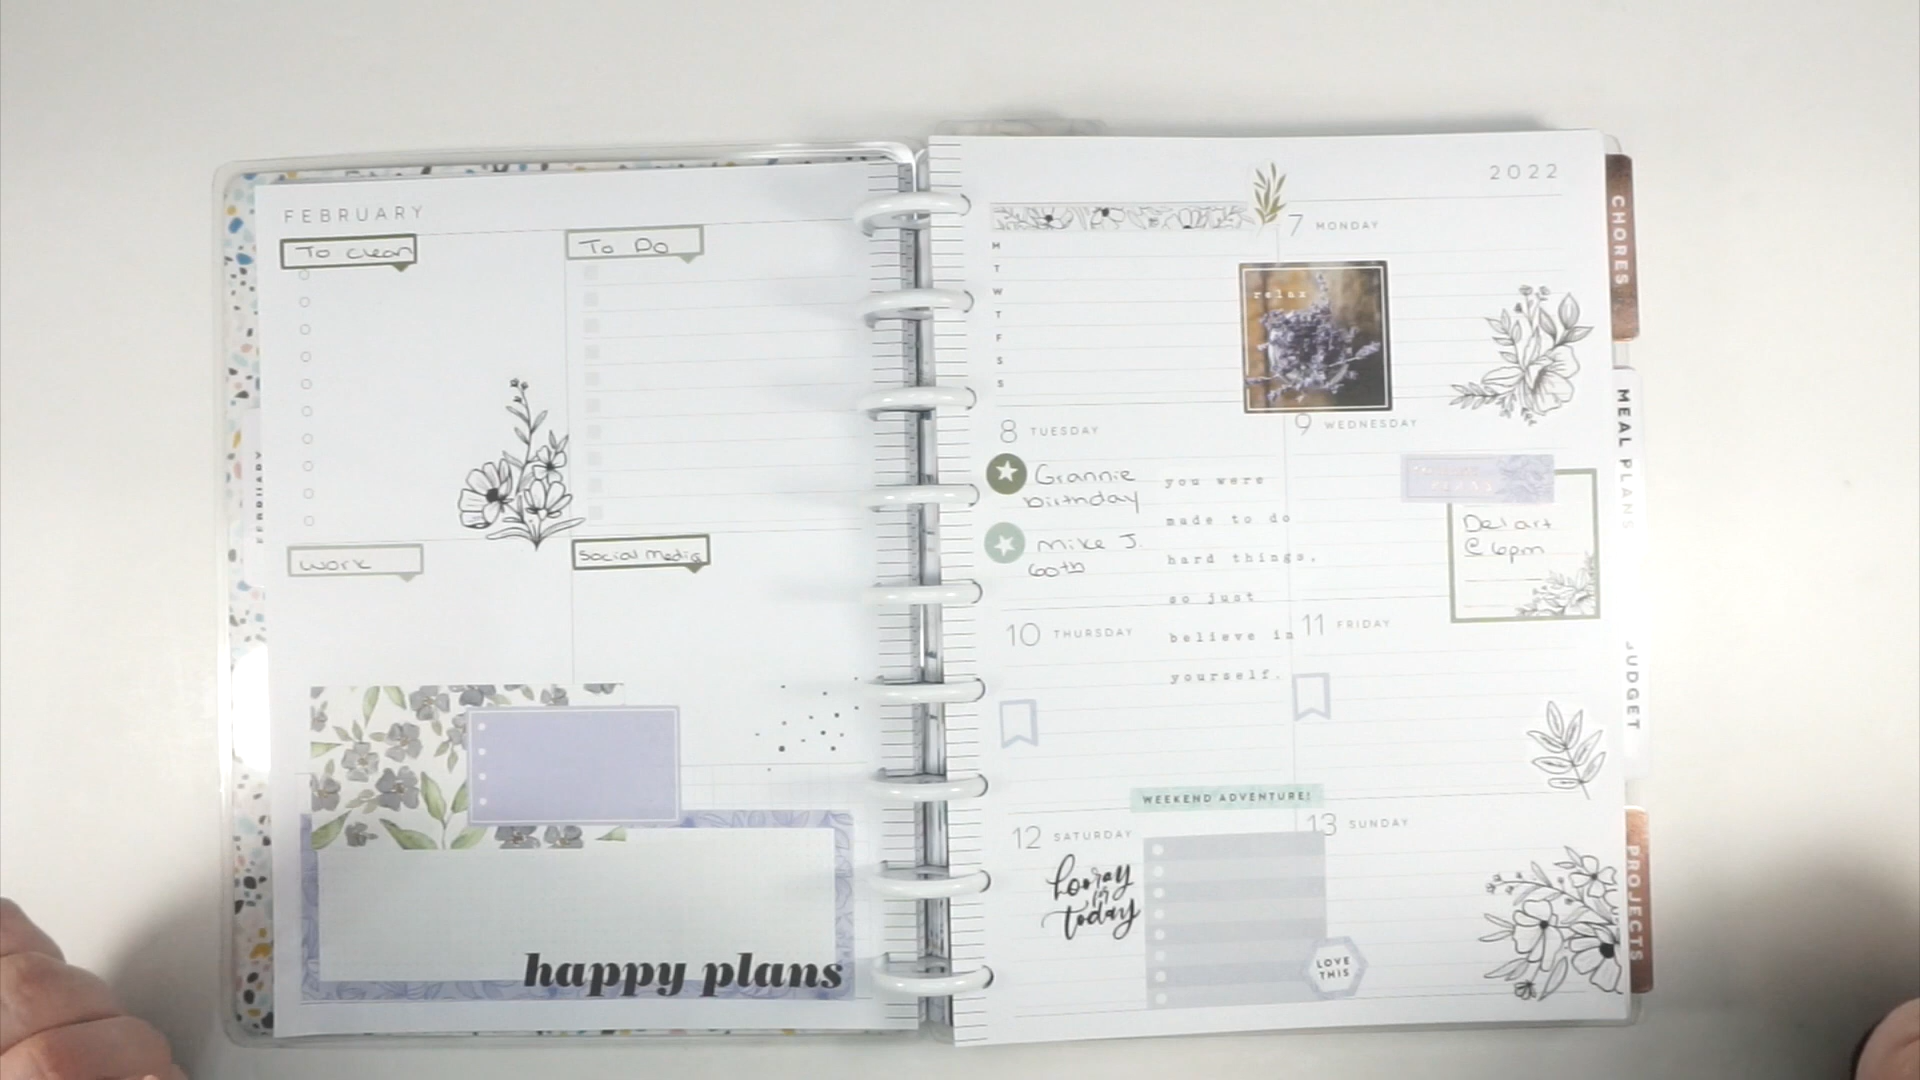 FEBRUARY
To clean
To Do
work
social media
happy plans
FEBRUARY
2022
7 MONDAY
M
T
W
T
F
S
S
relax
8 TUESDAY
Grannie
birthday
Mike J.
60th
you were
made to do
hard things,
so just
believe in
yourself.
9 WEDNESDAY
@ 6pm
10 THURSDAY
11 FRIDAY
WEEKEND ADVENTURE!
12 SATURDAY
hooray
for
today
13 SUNDAY
LOVE
THIS
CHORES
MEAL PLANS
BUDGET
PROJECTS